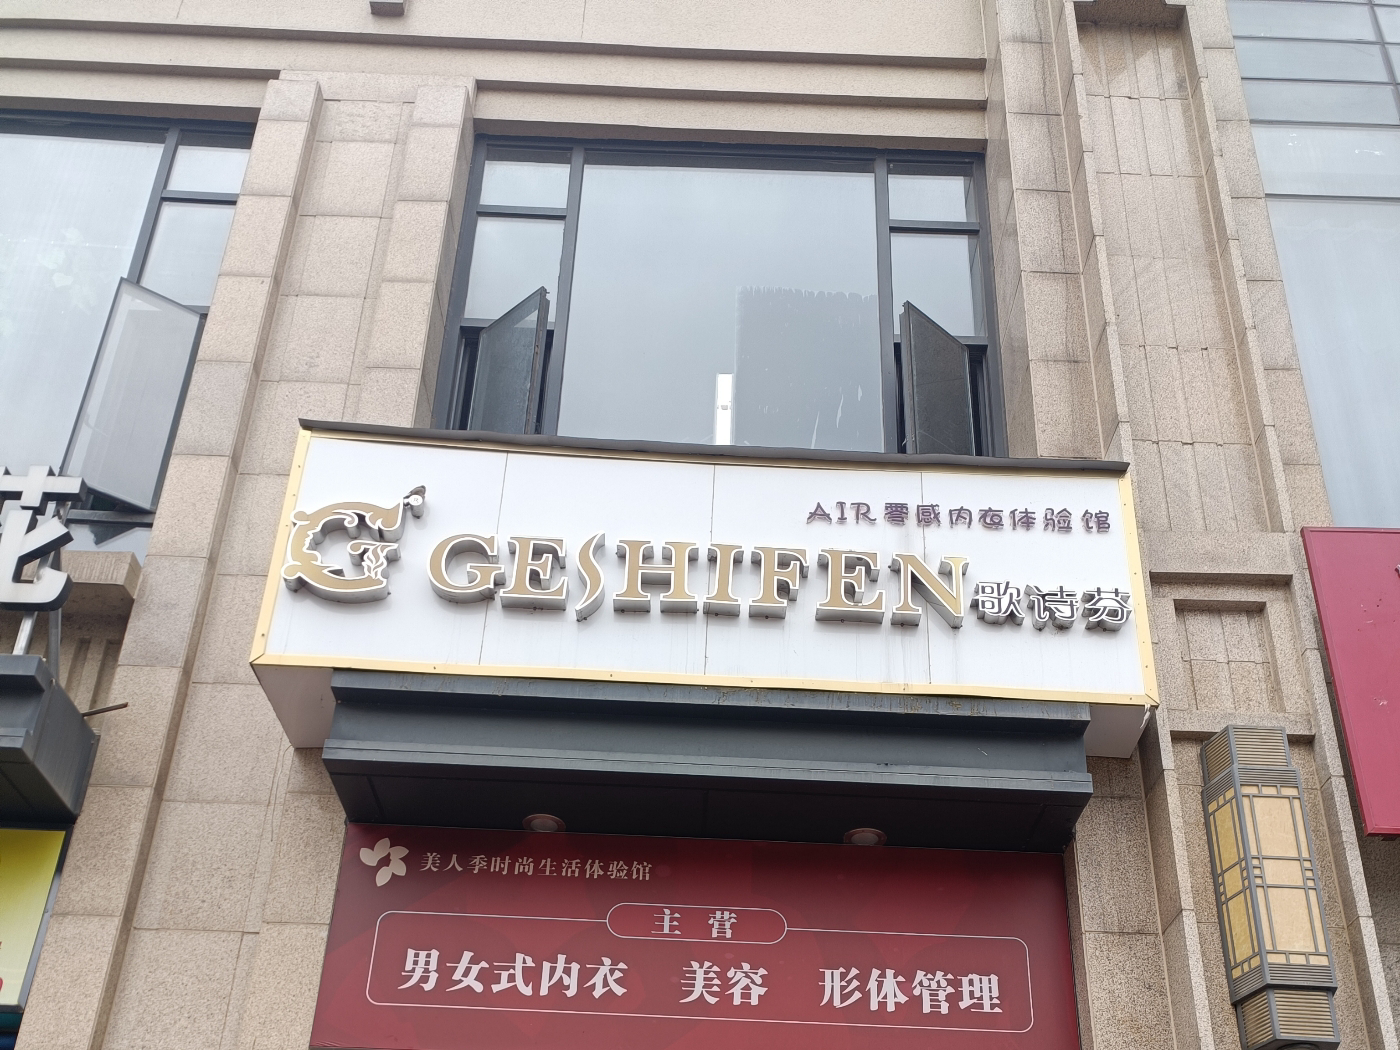 AIR零感内衣体验馆
GESHIFEN歌诗芬
美人季时尚生活体验馆
主营
男女式内衣 美容 形体管理
花